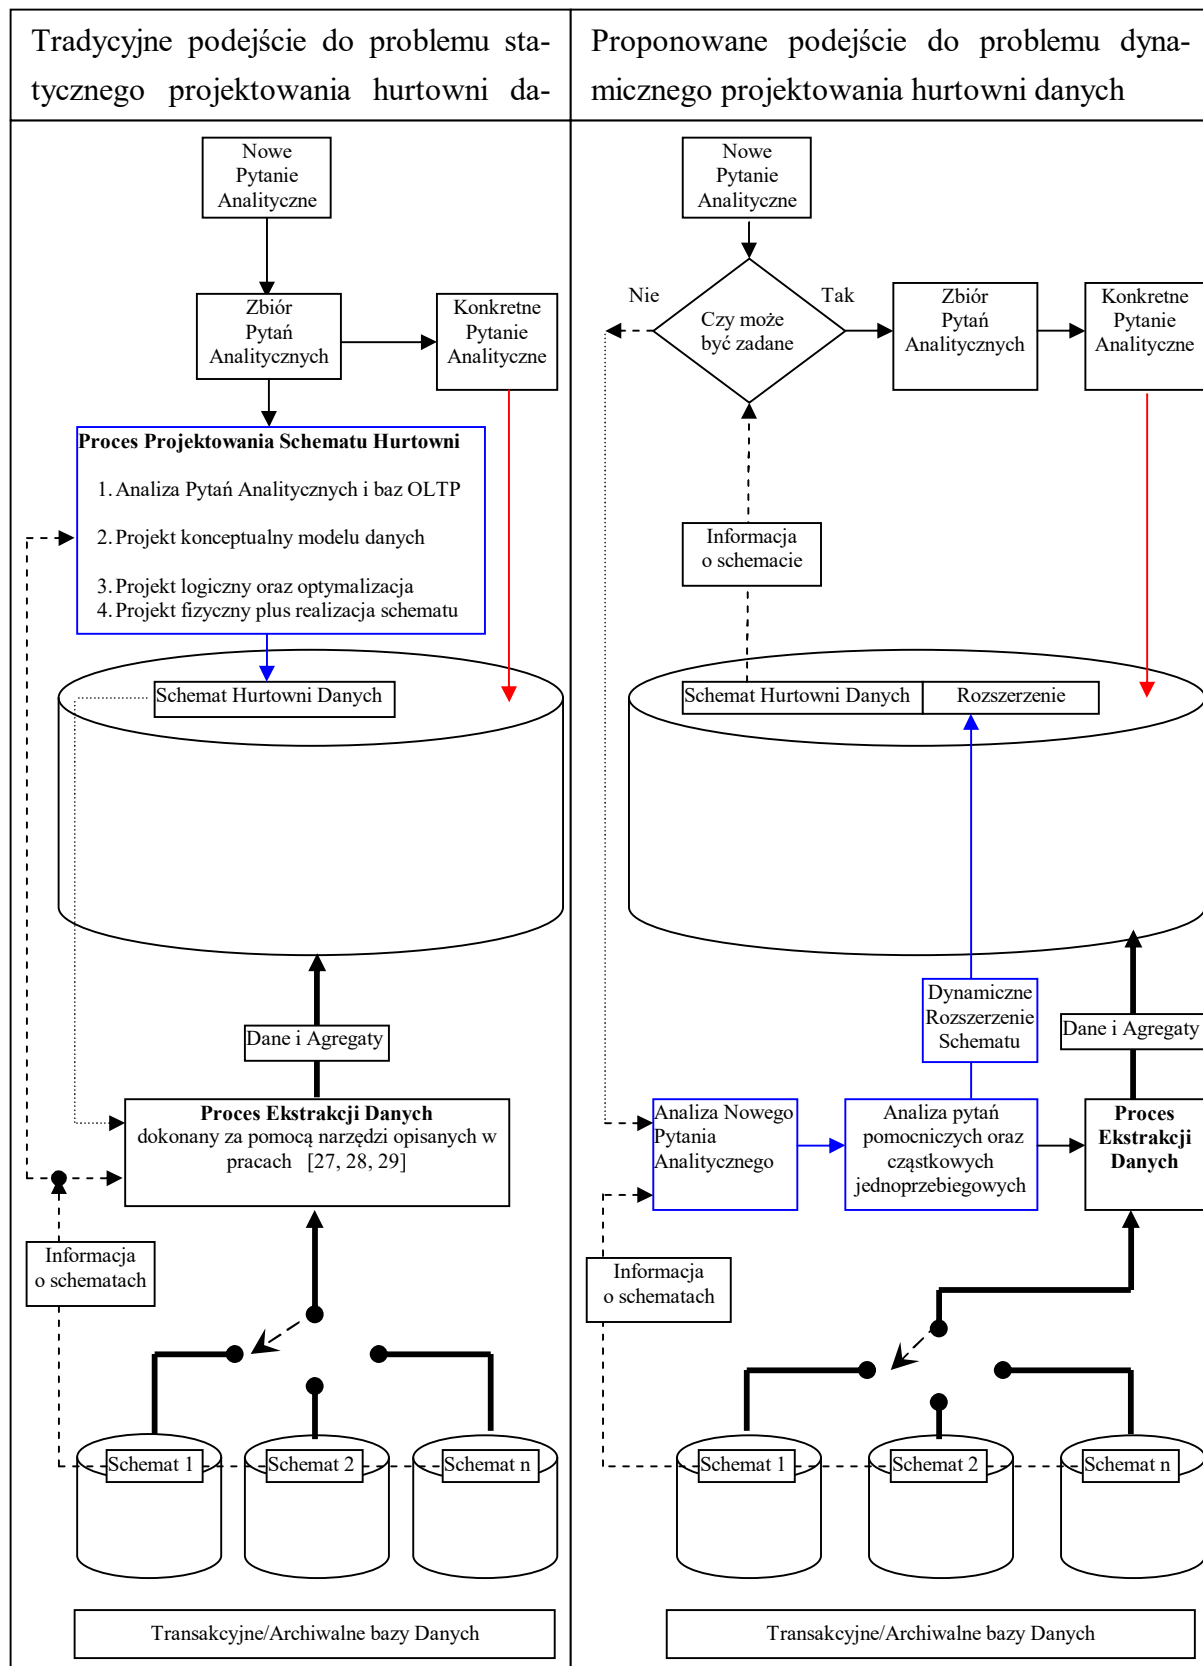 Tradycyjne podejście do problemu sta-
tycznego projektowania hurtowni da-
Nowe
Pytanie
Analityczne
Zbiór
Pytań
Analitycznych
Konkretne
Pytanie
Analityczne
Proces Projektowania Schematu Hurtowni
1. Analiza Pytań Analitycznych i baz OLTP
2. Projekt konceptualny modelu danych
3. Projekt logiczny oraz optymalizacja
4. Projekt fizyczny plus realizacja schematu
Schemat Hurtowni Danych
Dane i Agregaty
Proces Ekstrakcji Danych
dokonany za pomocą narzędzi opisanych w
pracach [27, 28, 29]
Informacja
o schematach
Schemat 1
Schemat 2
Schemat n
Transakcyjne/Archiwalne bazy Danych
Proponowane podejście do problemu dyna-
micznego projektowania hurtowni danych
Nowe
Pytanie
Analityczne
Nie
Tak
Czy może
być zadane
Zbiór
Pytań
Analitycznych
Konkretne
Pytanie
Analityczne
Informacja
o schemacie
Schemat Hurtowni Danych
Rozszerzenie
Dynamiczne
Rozszerzenie
Schematu
Dane i Agregaty
Analiza Nowego
Pytania
Analitycznego
Analiza pytań
pomocniczych oraz
cząstkowych
jednoprzebiegowych
Proces
Ekstrakcji
Danych
Informacja
o schematach
Schemat 1
Schemat 2
Schemat n
Transakcyjne/Archiwalne bazy Danych